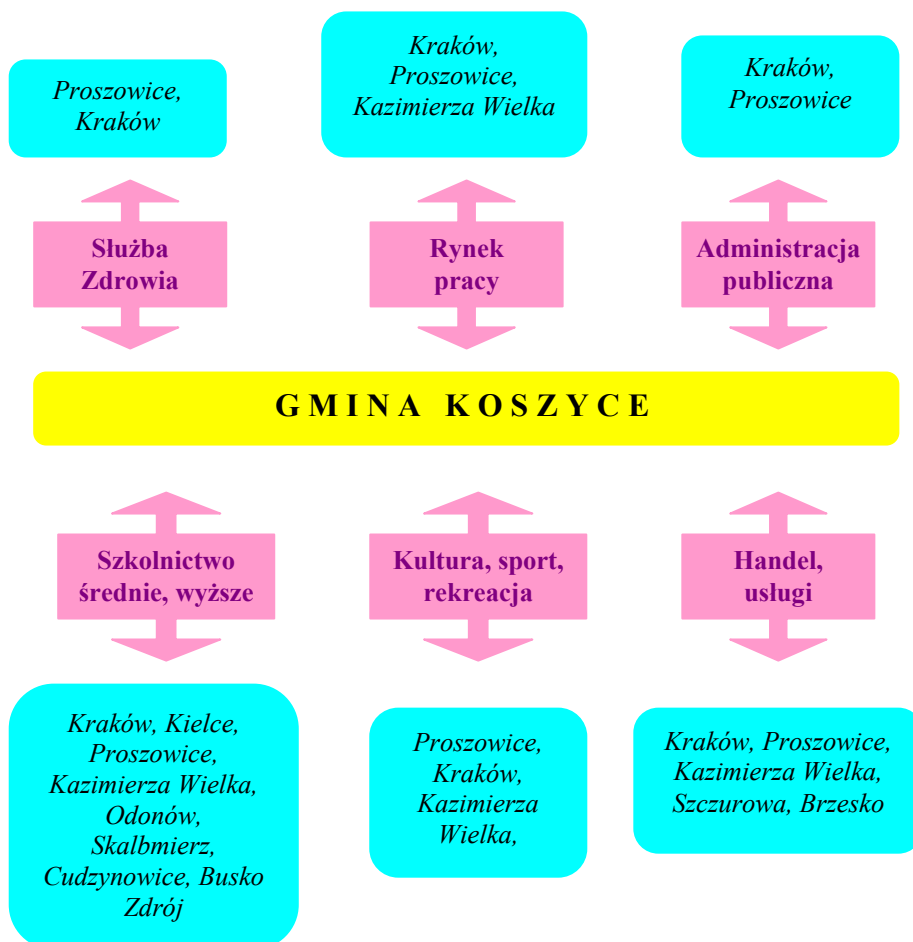 Proszowice,
Kraków
Kraków,
Proszowice,
Kazimierza Wielka
Kraków,
Proszowice
Służba
Zdrowia
Rynek
pracy
Administracja
publiczna
GMINA KOSZYCE
Szkolnictwo
średnie, wyższe
Kultura, sport,
rekreacja
Handel,
usługi
Kraków, Kielce,
Proszowice,
Kazimierza Wielka,
Odonów,
Skalbmierz,
Cudzynowice, Busko
Zdrój
Proszowice,
Kraków,
Kazimierza
Wielka,
Kraków, Proszowice,
Kazimierza Wielka,
Szczurowa, Brzesko